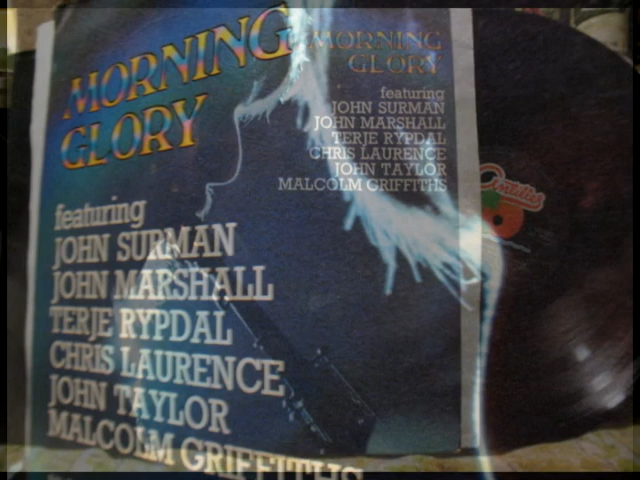 MORNING
GLORY
featuring
JOHN SURMAN
JOHN MARSHALL
TERJE RYPDAL
CHRIS LAURENCE
JOHN TAYLOR
MALCOLM GRIFFITHS
MORNING
GLORY
featuring
JOHN SURMAN
JOHN MARSHALL
TERJE RYPDAL
CHRIS LAURENCE
JOHN TAYLOR
MALCOLM GRIFFITHS
Antilles